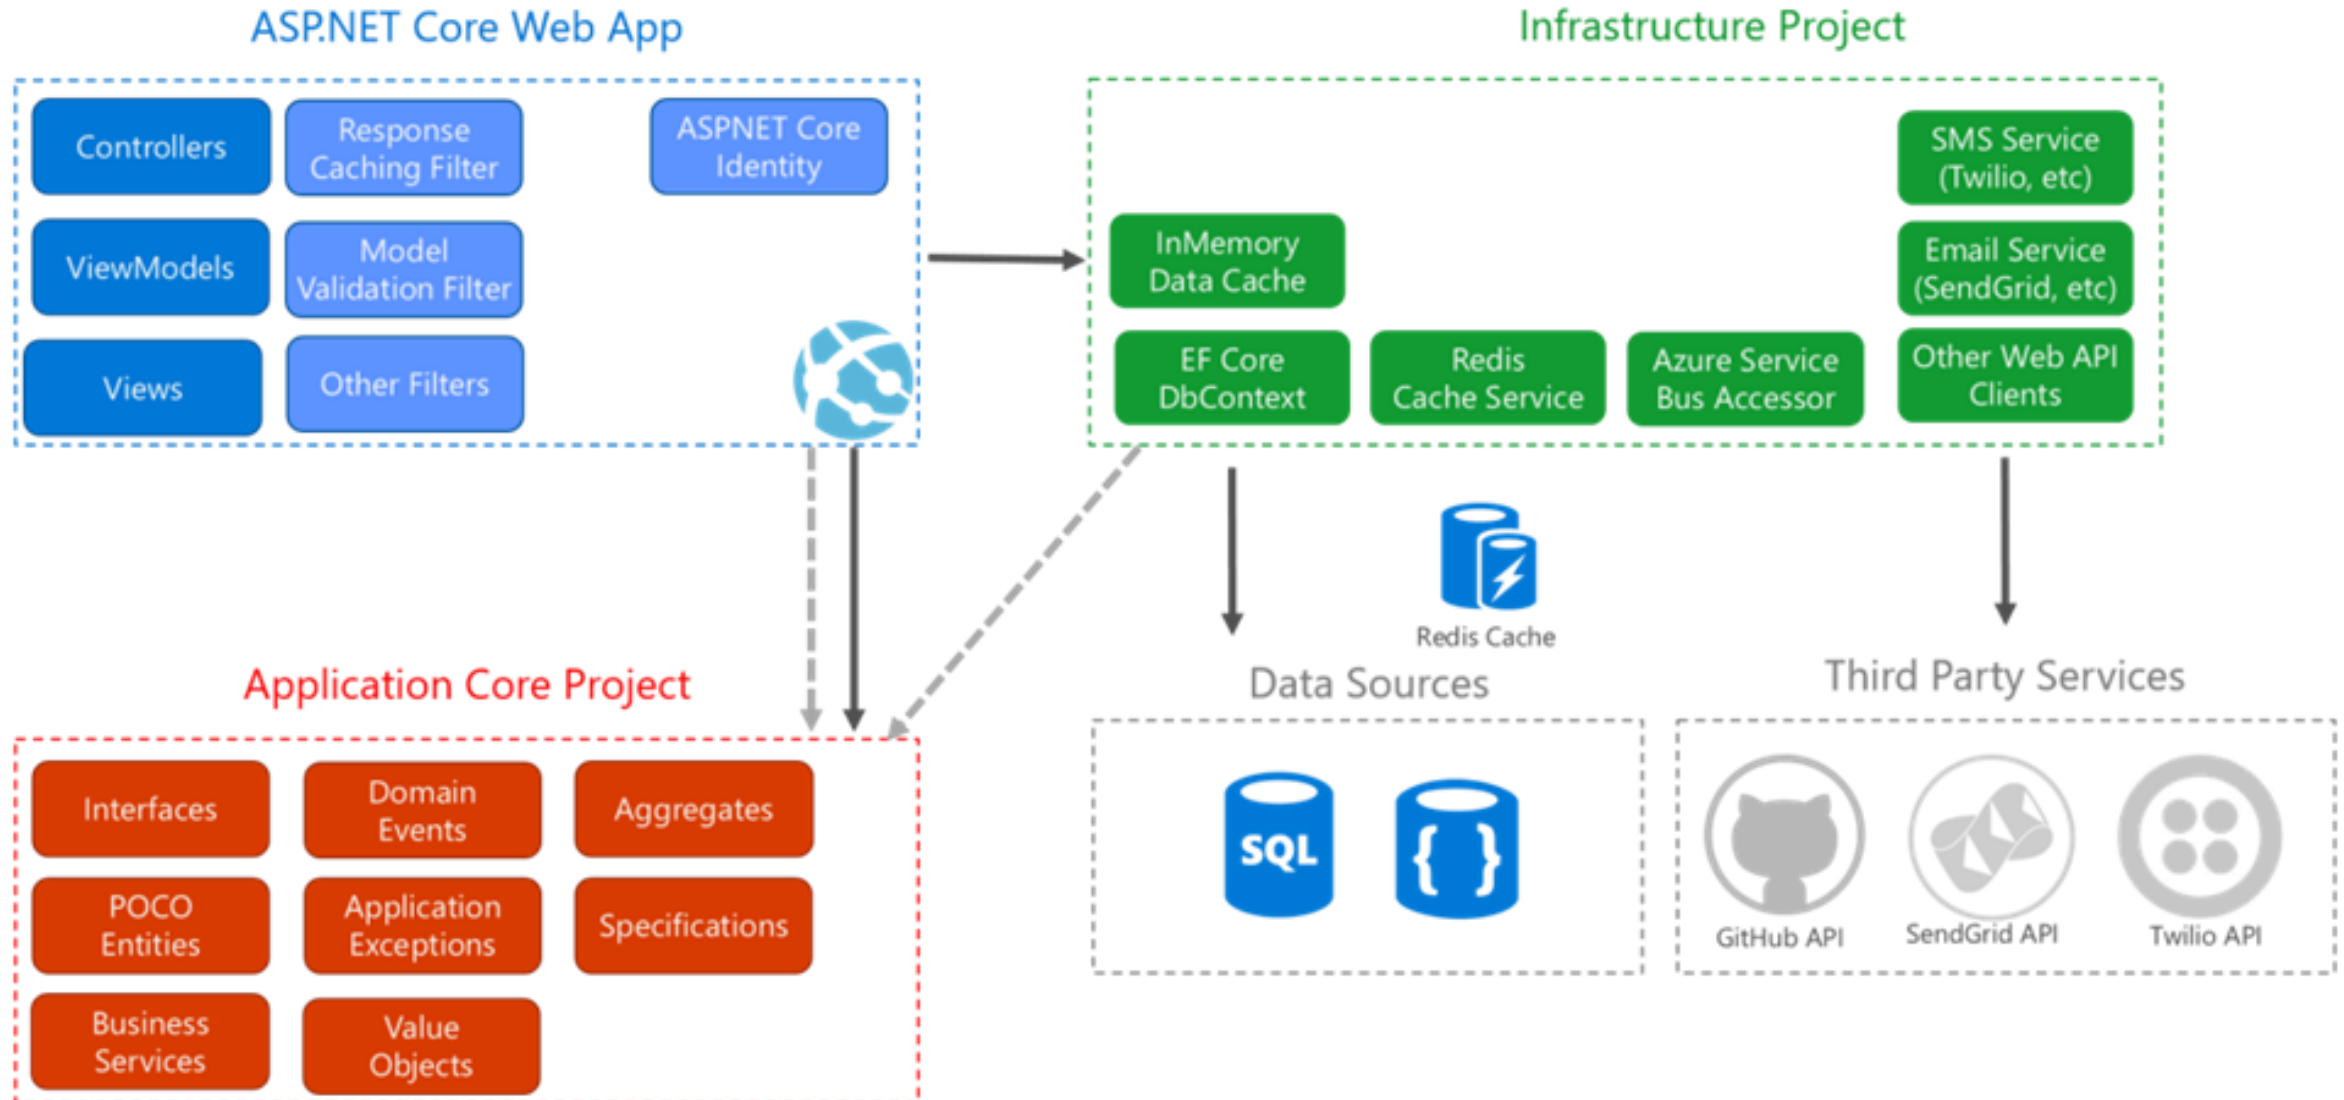 ASP.NET Core Web App
Infrastructure Project
Controllers
Response
Caching Filter
ASPNET Core
Identity
ViewModels
Model
Validation Filter
Views
Other Filters
SMS Service
(Twilio, etc)
InMemory
Data Cache
Email Service
(SendGrid, etc)
EF Core
DbContext
Redis
Cache Service
Azure Service
Bus Accessor
Other Web API
Clients
Redis Cache
Application Core Project
Data Sources
Third Party Services
Interfaces
Domain
Events
Aggregates
POCO
Entities
Application
Exceptions
Specifications
Business
Services
Value
Objects
SQL
{ }
GitHub API
SendGrid API
Twilio API